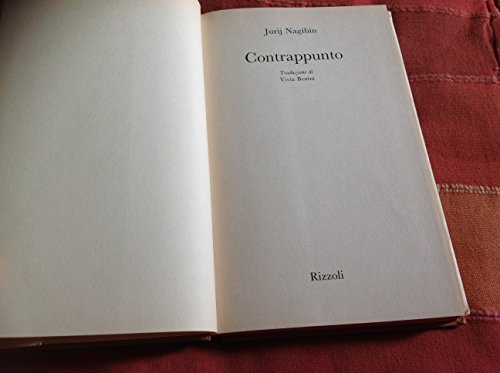 Jurij Nagibin
Contrappunto
Traduzione di
Vivia Benini
Rizzoli